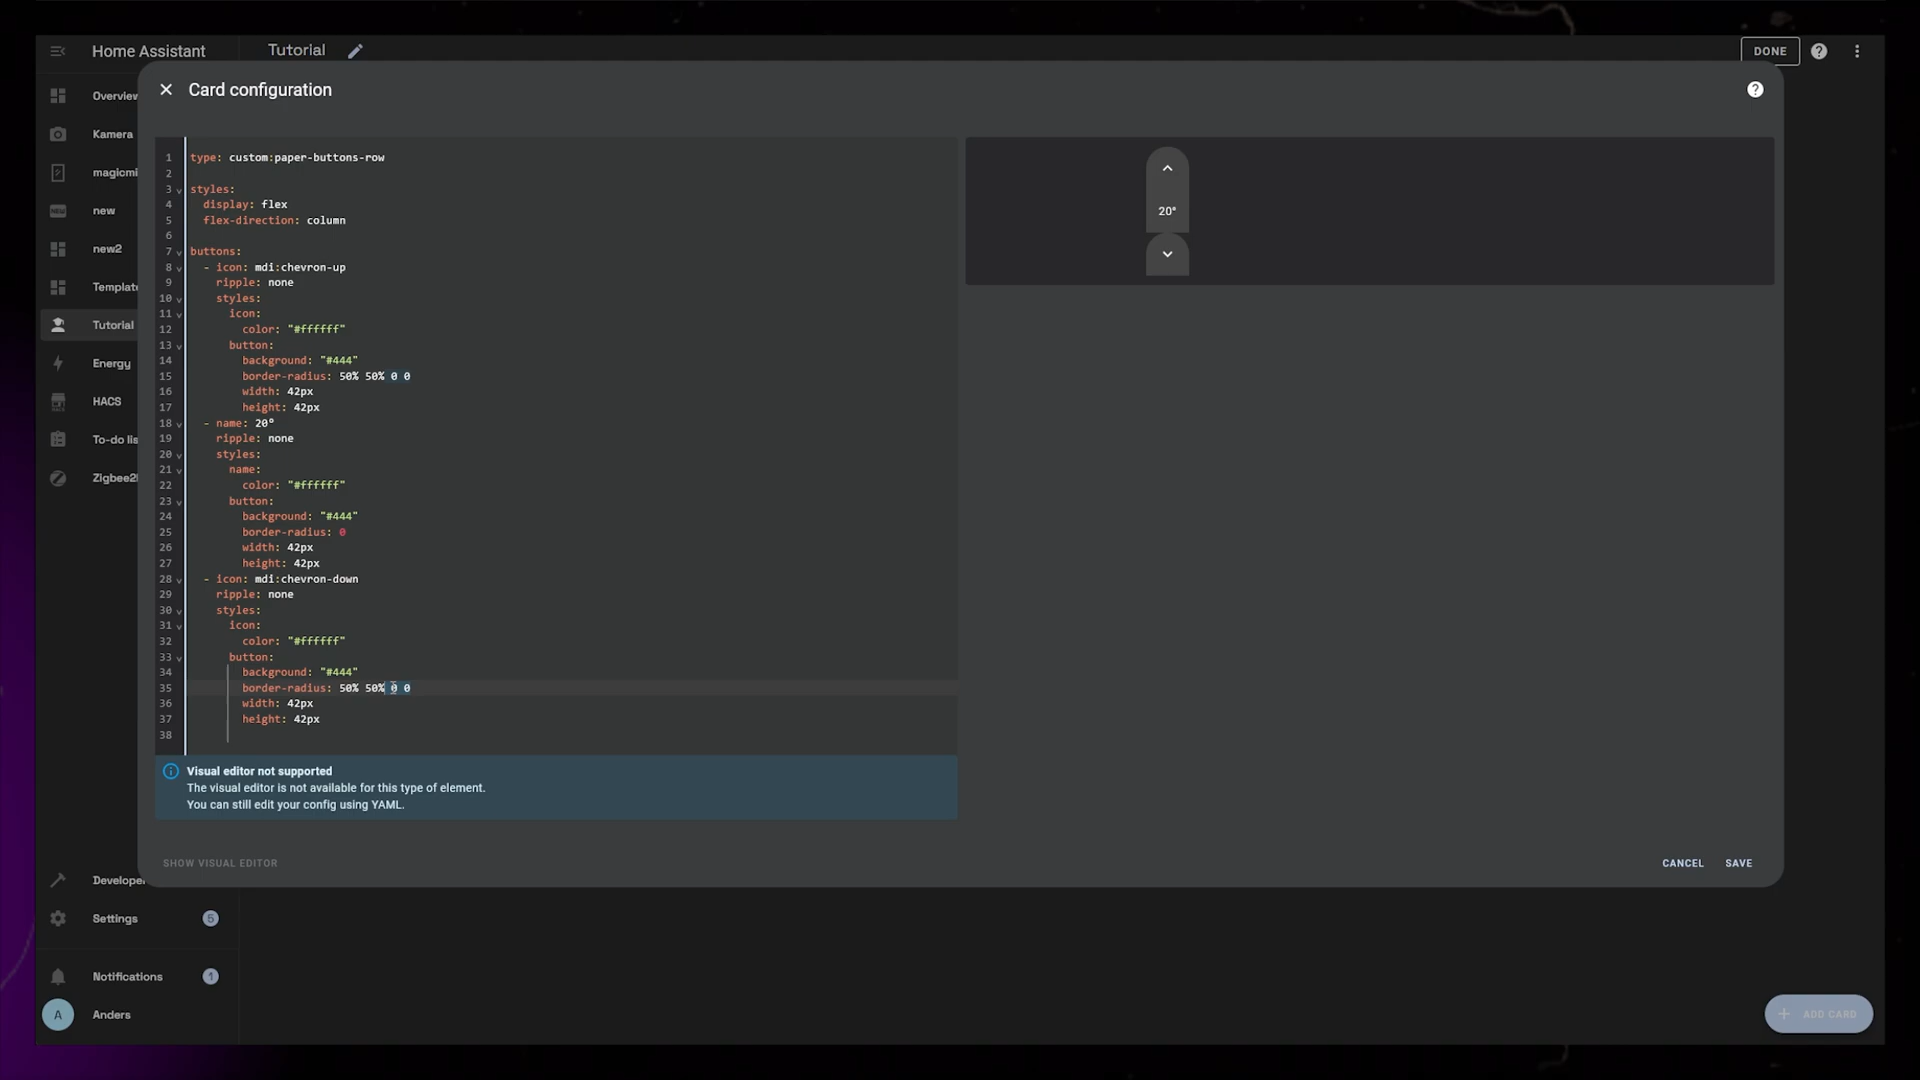 Home Assistant
Tutorial
DONE
Overview
Kamera
magicmi
new
new2
Templat
Tutorial
Energy
HACS
To-do lis
Zigbee2
Develope
Settings
5
Notifications
1
A
Anders
Card configuration
1 type: custom:paper-buttons-row
2
3 styles:
4 display: flex
5 flex-direction: column
6
7 buttons:
8 - icon: mdi:chevron-up
9 ripple: none
10 styles:
11 icon:
12 color: "#ffffff"
13 button:
14 background: "#444"
15 border-radius: 50% 50% 0 0
16 width: 42px
17 height: 42px
18 - name: 20°
19 ripple: none
20 styles:
21 name:
22 color: "#ffffff"
23 button:
24 background: "#444"
25 border-radius: 0
26 width: 42px
27 height: 42px
28 - icon: mdi:chevron-down
29 ripple: none
30 styles:
31 icon:
32 color: "#ffffff"
33 button:
34 background: "#444"
35 border-radius: 50% 50% 0 0
36 width: 42px
37 height: 42px
38
20°
Visual editor not supported
The visual editor is not available for this type of element.
You can still edit your config using YAML.
SHOW VISUAL EDITOR
CANCEL
SAVE
ADD CARD